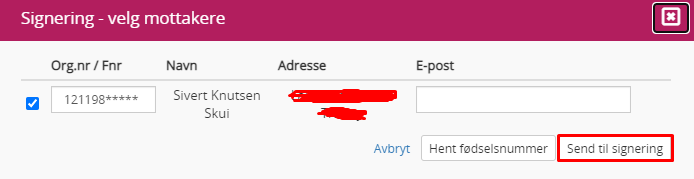 Signering - velg mottakere
Org.nr / Fnr Navn Adresse E-post
121198***** Sivert Knutsen
Skui
Avbryt Hent fødselsnummer Send til signering